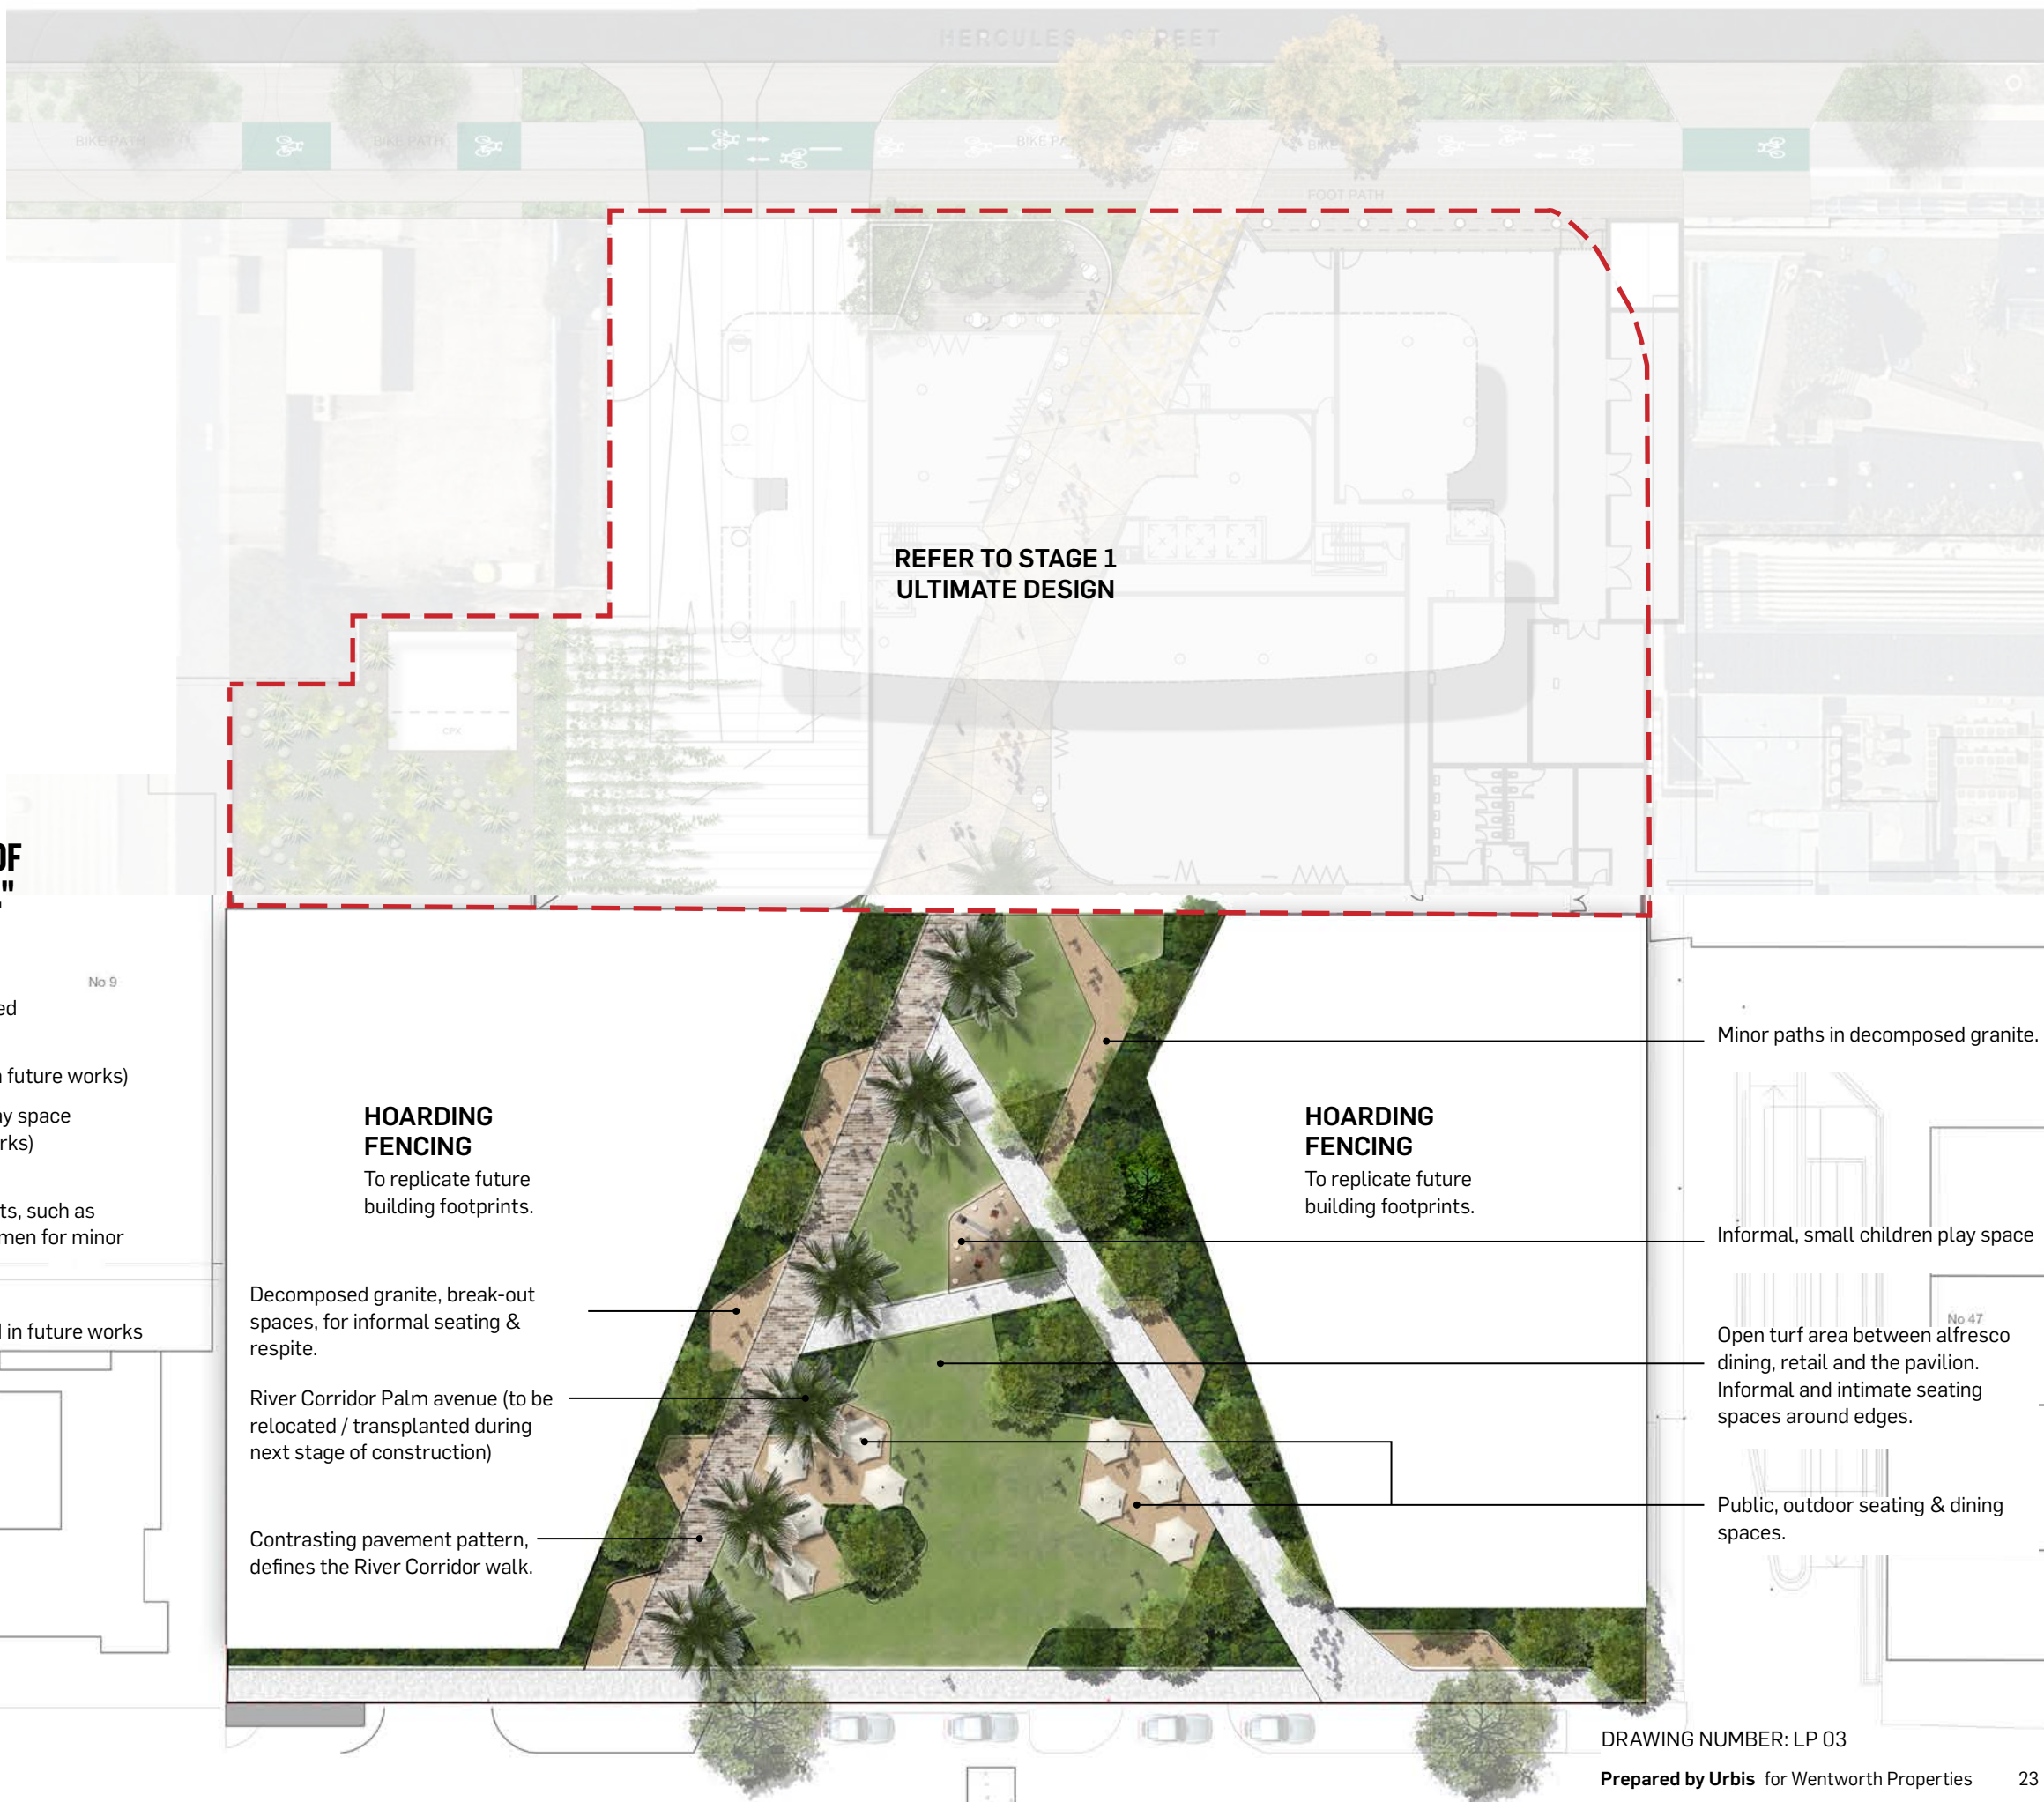 HERCULES STREET
BIKE PATH
BIKE PATH
BIKE PATH
BIKE
FOOT PATH
REFER TO STAGE 1
ULTIMATE DESIGN
CPX
OF
"
No 9
future works)
ay space
rks)
ts, such as
men for minor
in future works
HOARDING
FENCING
To replicate future
building footprints.
Decomposed granite, break-out
spaces, for informal seating &
respite.
River Corridor Palm avenue (to be
relocated / transplanted during
next stage of construction)
Contrasting pavement pattern,
defines the River Corridor walk.
HOARDING
FENCING
To replicate future
building footprints.
Minor paths in decomposed granite.
Informal, small children play space
No 47
Open turf area between alfresco
dining, retail and the pavilion.
Informal and intimate seating
spaces around edges.
Public, outdoor seating & dining
spaces.
DRAWING NUMBER: LP 03
Prepared by Urbis for Wentworth Properties 23